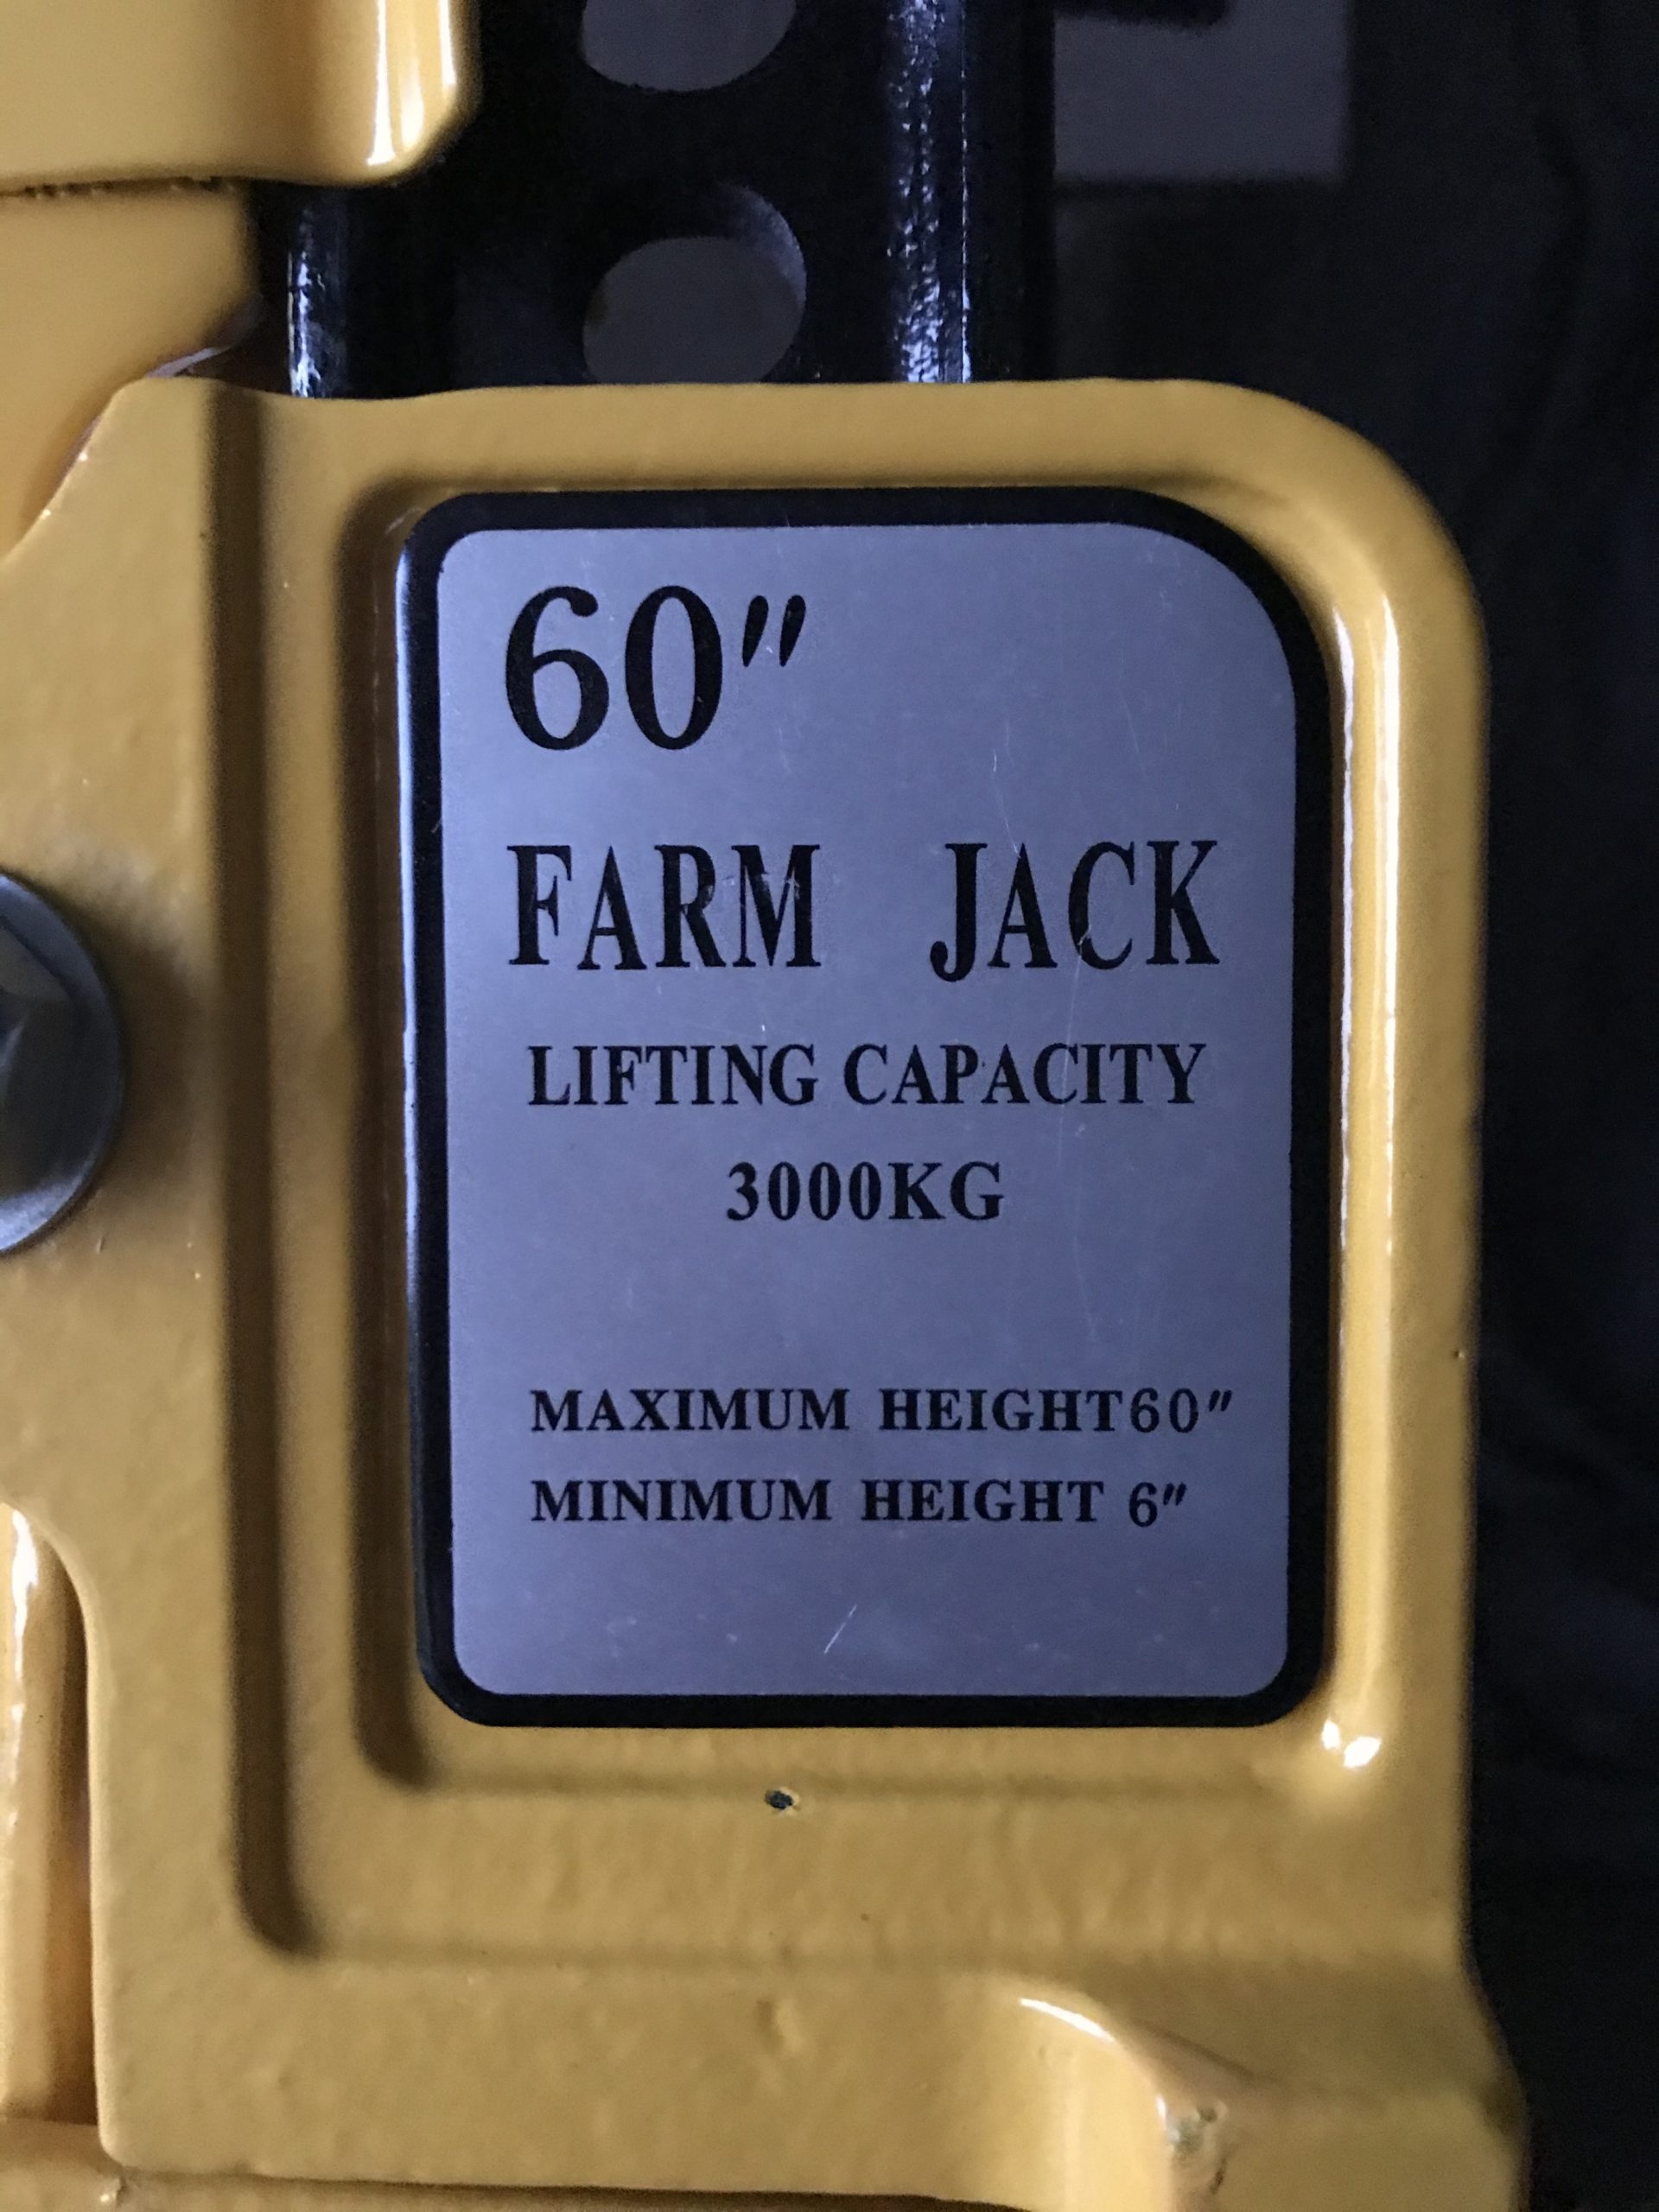 60"
FARM JACK
LIFTING CAPACITY
3000KG
MAXIMUM HEIGHT60"
MINIMUM HEIGHT 6"